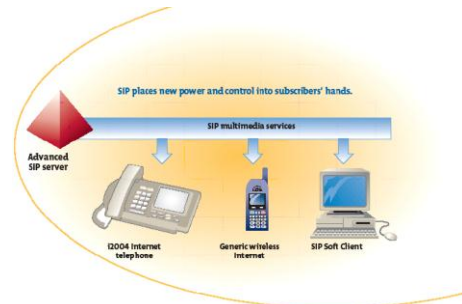 SIP places new power and control into subscribers' hands.
SIP multimedia services
Advanced
SIP server
i2004 Internet
telephone
Generic wireless
Internet
SIP Soft Client